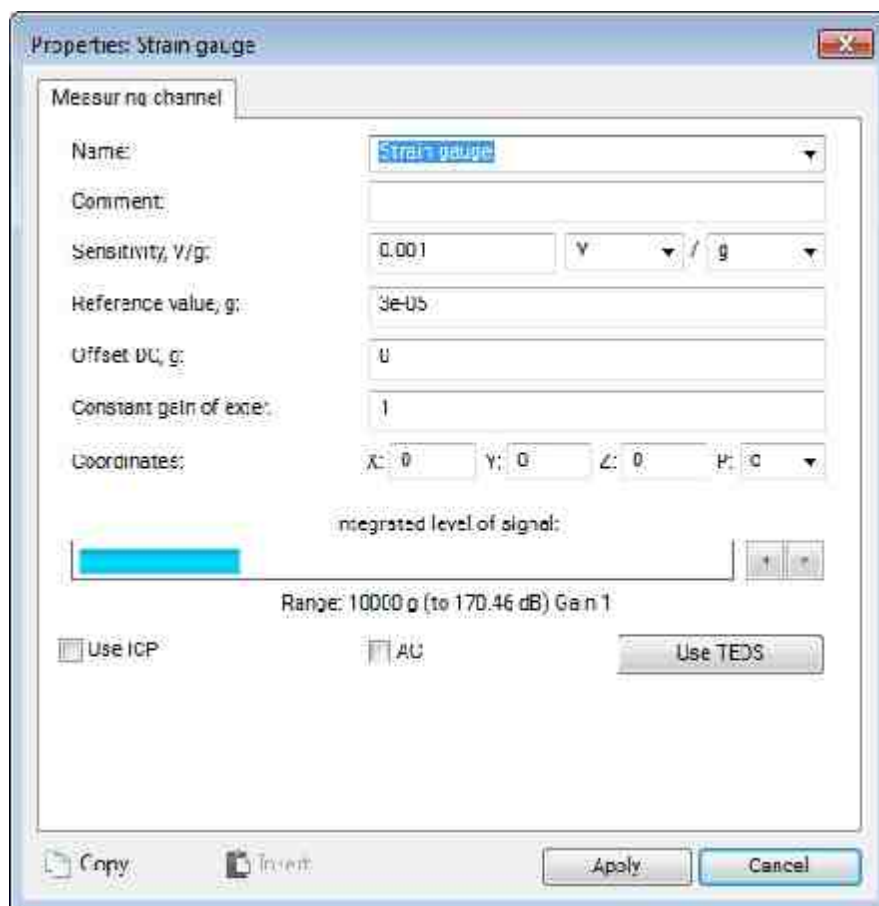 Properties: Strain gauge
Measuring channel
Name: Strain gauge
Comment:
Sensitivity, V/g: 0.001 V / g
Reference value, g: 3e-05
Offset DC, g: 0
Constant gain of exter. 1
Coordinates: X: 0 Y: 0 Z: 0 P: 0
Integrated level of signal:
Range: 10000 g (to 170.46 dB) Gain 1
Use ICP AC Use TEDS
Copy Insert Apply Cancel